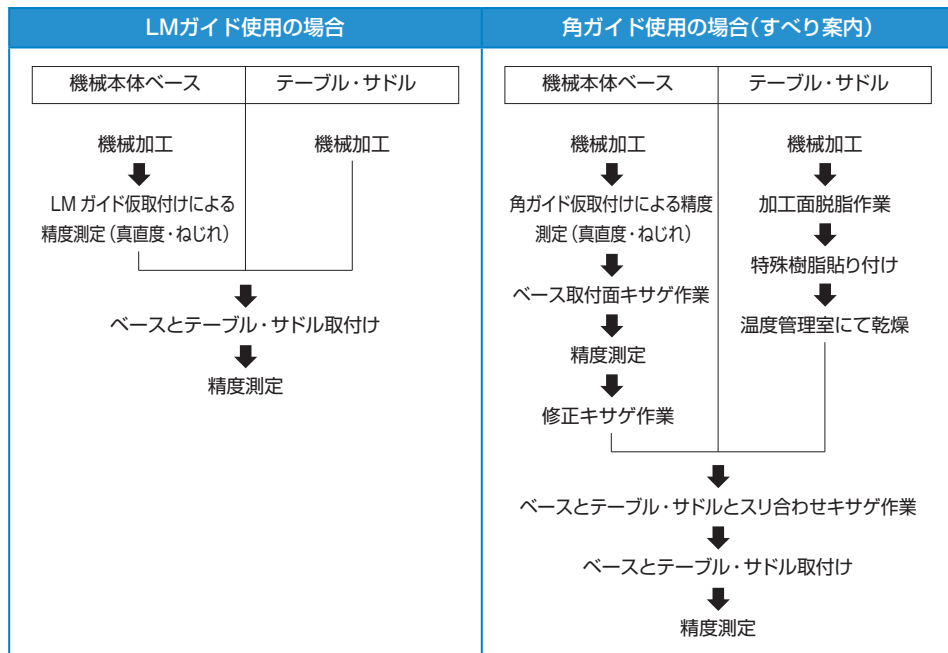 LMガイド使用の場合
機械本体ベース
テーブル・サドル
機械加工
機械加工
LM ガイド仮取付けによる
精度測定(真直度・ねじれ)
ベースとテーブル・サドル取付け
精度測定
角ガイド使用の場合(すべり案内)
機械本体ベース
テーブル・サドル
機械加工
角ガイド仮取付けによる精度
測定(真直度・ねじれ)
ベース取付面キサゲ作業
精度測定
修正キサゲ作業
機械加工
加工面脱脂作業
特殊樹脂貼り付け
温度管理室にて乾燥
ベースとテーブル・サドルとスリ合わせキサゲ作業
ベースとテーブル・サドル取付け
精度測定